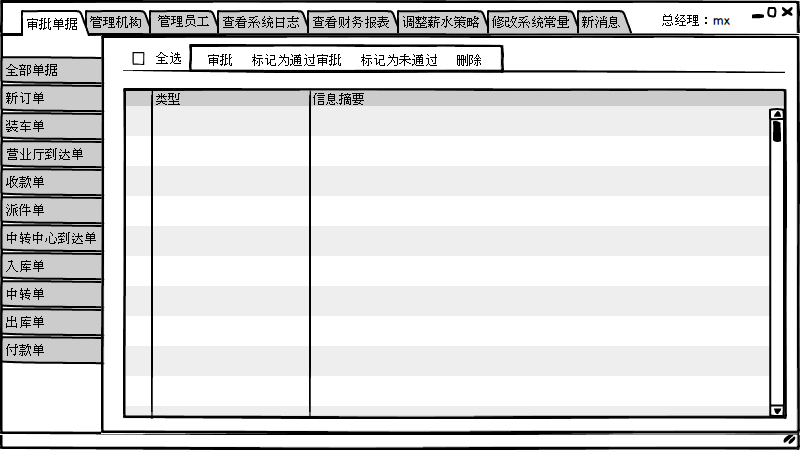 审批单据 管理机构 管理员工 查看系统日志 查看财务报表 调整薪水策略 修改系统常量 新消息 总经理：mx
全选 审批 标记为通过审批 标记为未通过 删除
全部单据
新订单
装车单
营业厅到达单
收款单
派件单
中转中心到达单
入库单
中转单
出库单
付款单
类型 信息摘要